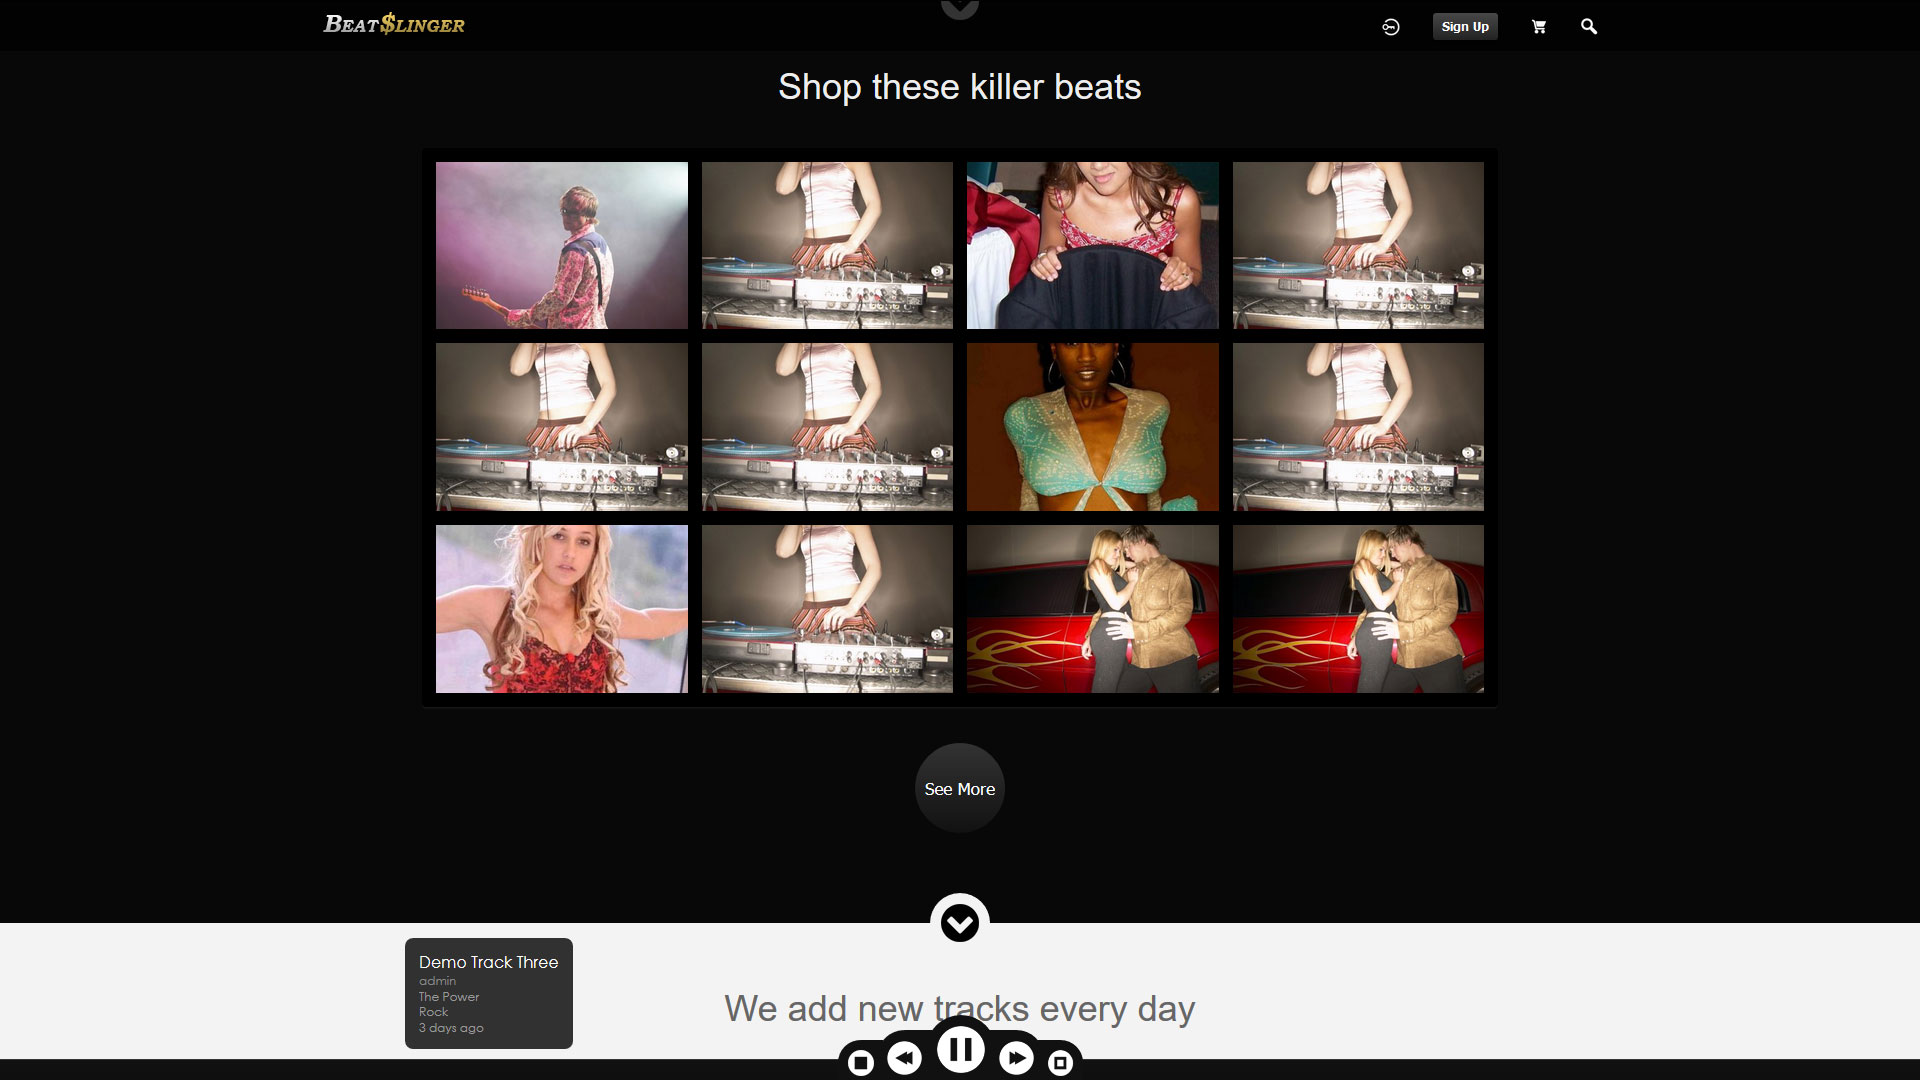 BEAT$LINGER
Sign Up
Shop these killer beats
See More
Demo Track Three
admin
The Power
Rock
3 days ago
We add new tracks every day